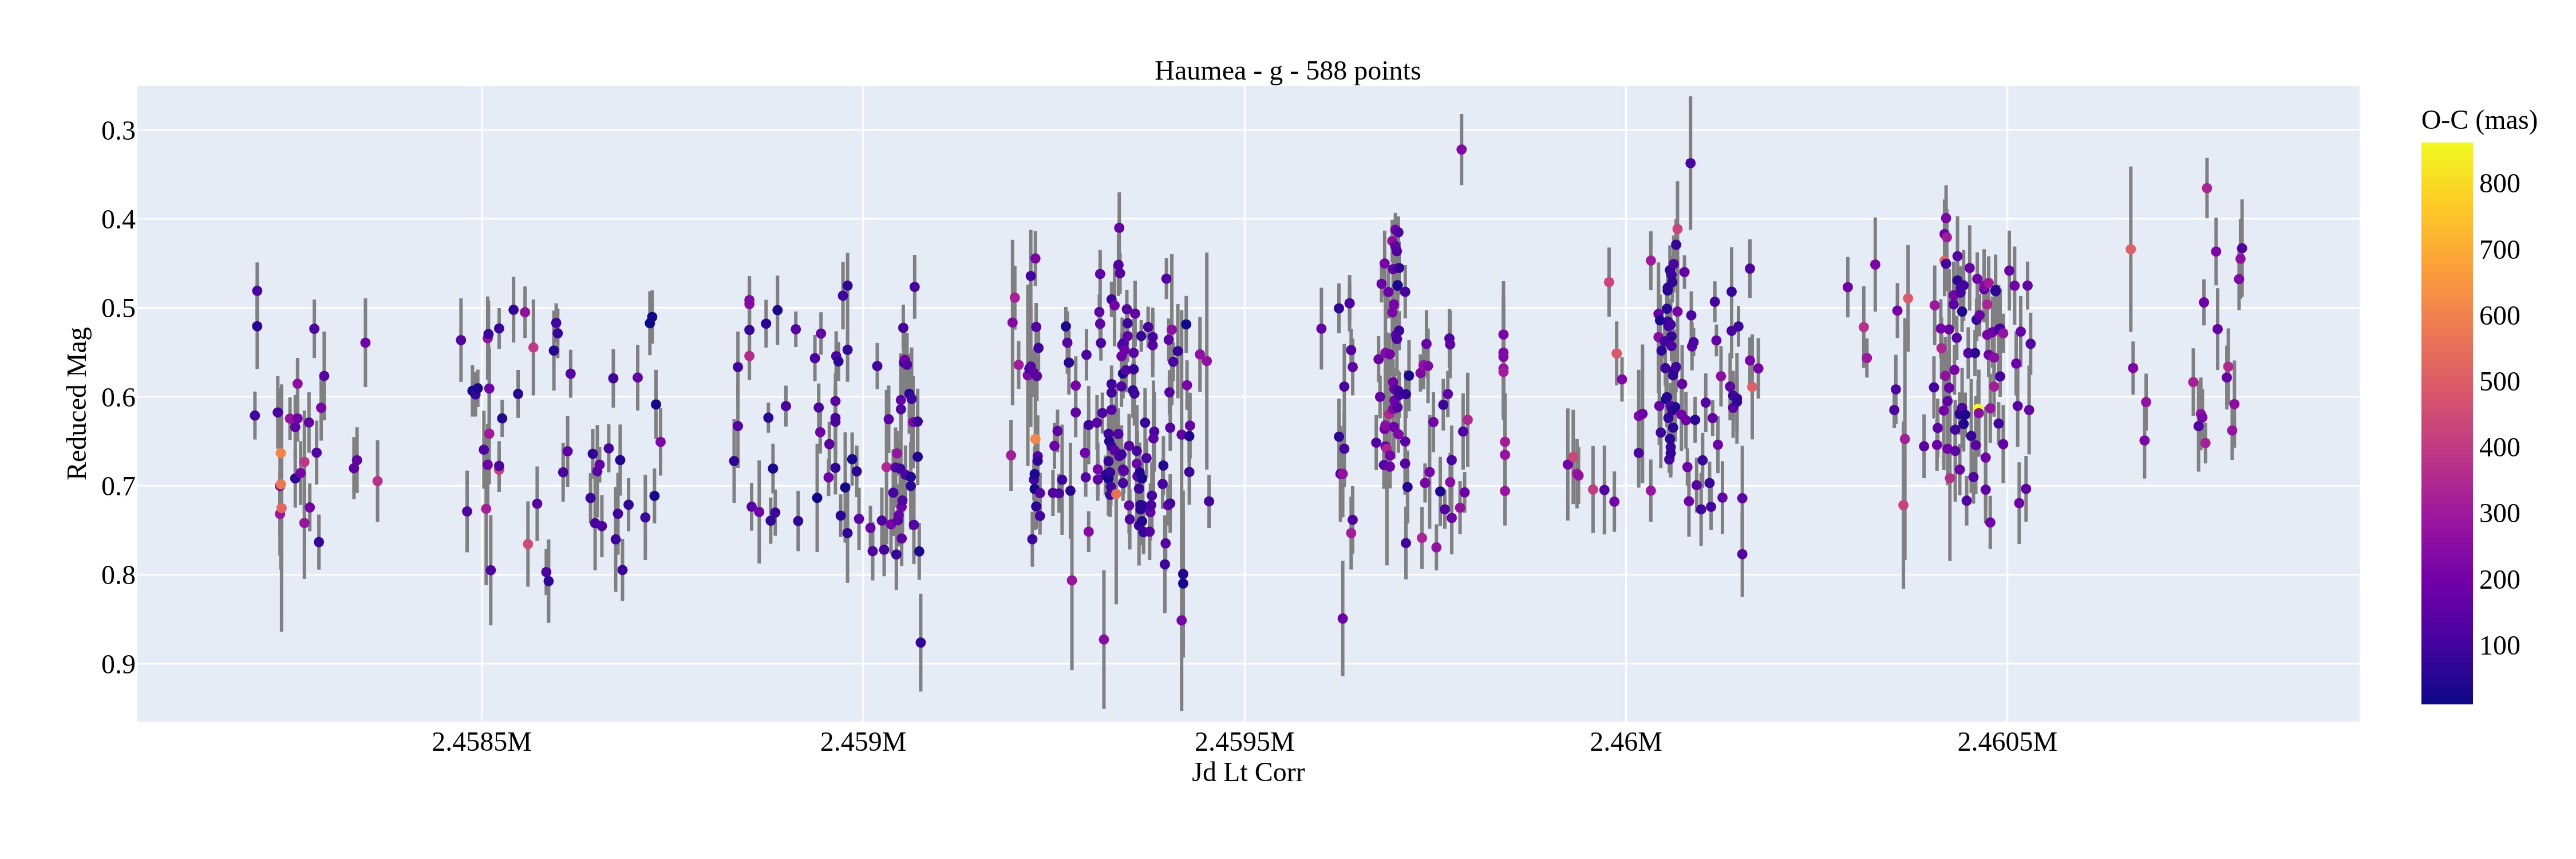 Haumea - g - 588 points
O-C (mas)
0.3
0.4
0.5
0.6
0.7
0.8
0.9
Reduced Mag
2.4585M
2.459M
2.4595M
2.46M
2.4605M
Jd Lt Corr
800
700
600
500
400
300
200
100